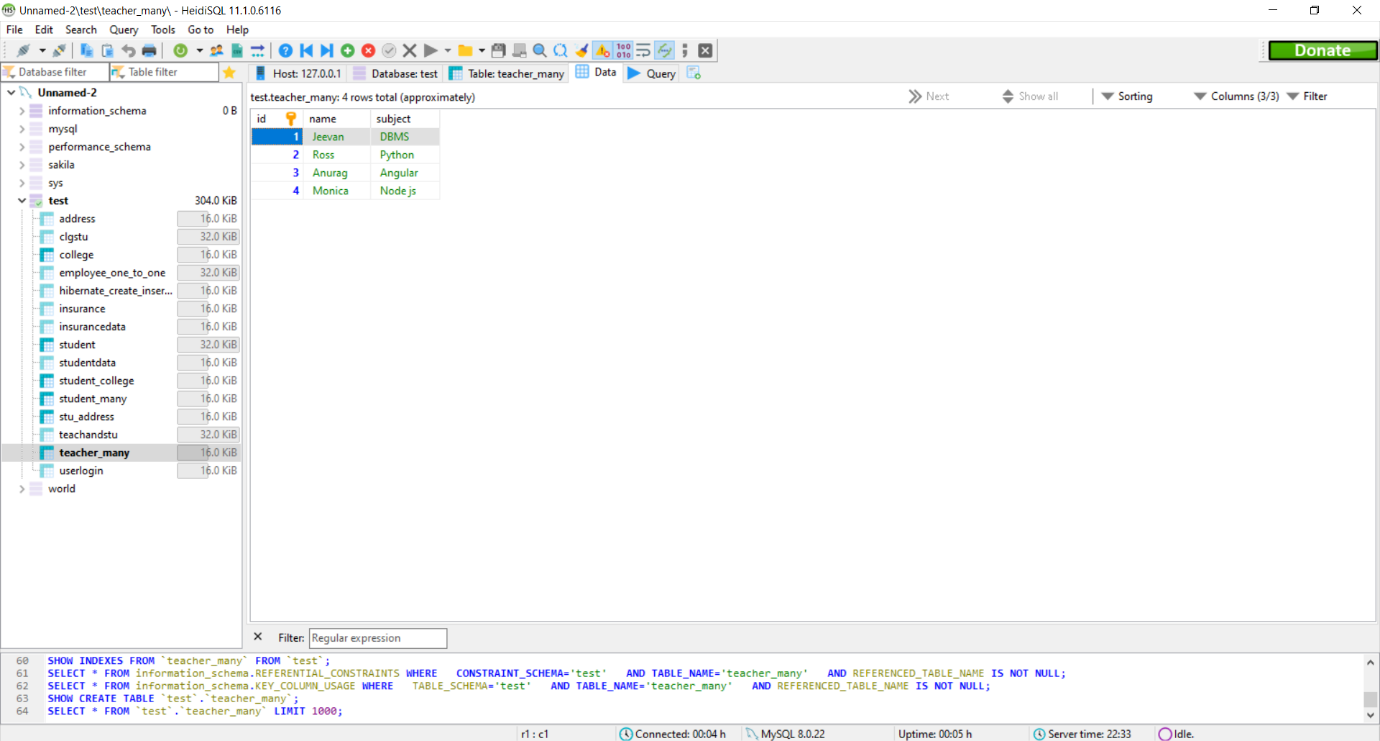 Unnamed-2\test\teacher_many\ - HeidiSQL 11.1.0.6116
File Edit Search Query Tools Go to Help
Donate
Database filter Table filter Host: 127.0.0.1 Database: test Table: teacher_many Data Query
Unnamed-2
information_schema 0 B
mysql
performance_schema
sakila
sys
test 304.0 KiB
address 16.0 KiB
clgstu 32.0 KiB
college 16.0 KiB
employee_one_to_one 32.0 KiB
hibernate_create_inser... 16.0 KiB
insurance 16.0 KiB
insurancedata 16.0 KiB
student 32.0 KiB
studentdata 16.0 KiB
student_college 16.0 KiB
student_many 16.0 KiB
stu_address 16.0 KiB
teachandstu 32.0 KiB
teacher_many 16.0 KiB
userlogin 16.0 KiB
world
test.teacher_many: 4 rows total (approximately) Next Show all Sorting Columns (3/3) Filter
id name subject
1 Jeevan DBMS
2 Ross Python
3 Anurag Angular
4 Monica Node js
Filter: Regular expression
60 SHOW INDEXES FROM `teacher_many` FROM `test`;
61 SELECT * FROM information_schema.REFERENTIAL_CONSTRAINTS WHERE CONSTRAINT_SCHEMA='test' AND TABLE_NAME='teacher_many' AND REFERENCED_TABLE_NAME IS NOT NULL;
62 SELECT * FROM information_schema.KEY_COLUMN_USAGE WHERE TABLE_SCHEMA='test' AND TABLE_NAME='teacher_many' AND REFERENCED_TABLE_NAME IS NOT NULL;
63 SHOW CREATE TABLE `test`.`teacher_many`;
64 SELECT * FROM `test`.`teacher_many` LIMIT 1000;
r1 : c1 Connected: 00:04 h MySQL 8.0.22 Uptime: 00:05 h Server time: 22:33 Idle.